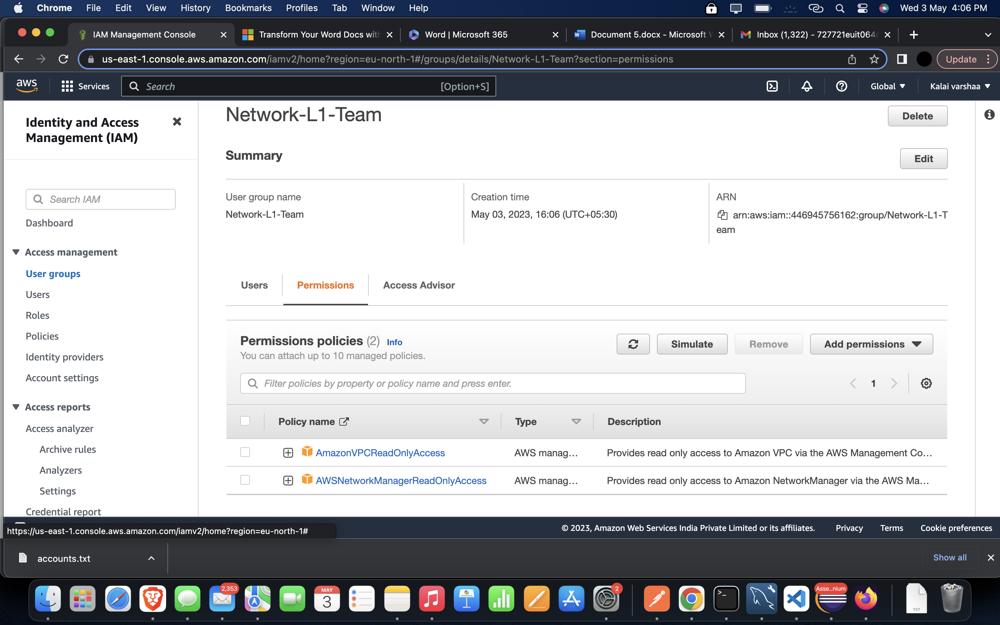 Chrome File Edit View History Bookmarks Profiles Tab Window Help Wed 3 May 4:06 PM
IAM Management Console Transform Your Word Docs with Word | Microsoft 365 Document 5.docx - Microsoft W Inbox (1,322) - 727721euit064@
us-east-1.console.aws.amazon.com/iamv2/home?region=eu-north-1#/groups/details/Network-L1-Team?section=permissions Update
aws Services Search [Option+S] Global Kalai varshaa
Identity and Access
Management (IAM)
Search IAM
Dashboard
Access management
User groups
Users
Roles
Policies
Identity providers
Account settings
Access reports
Access analyzer
Archive rules
Analyzers
Settings
Credential report
Network-L1-Team Delete
Summary Edit
User group name
Network-L1-Team
Creation time
May 03, 2023, 16:06 (UTC+05:30)
ARN
arn:aws:iam::446945756162:group/Network-L1-T
eam
Users Permissions Access Advisor
Permissions policies (2) Info
You can attach up to 10 managed policies.
Simulate Remove Add permissions
Filter policies by property or policy name and press enter.
1
Policy name Type Description
AmazonVPCReadOnlyAccess AWS manag... Provides read only access to Amazon VPC via the AWS Management Co...
AWSNetworkManagerReadOnlyAccess AWS manag... Provides read only access to Amazon NetworkManager via the AWS Ma...
https://us-east-1.console.aws.amazon.com/iamv2/home?region=eu-north-1#
© 2023, Amazon Web Services India Private Limited or its affiliates. Privacy Terms Cookie preferences
accounts.txt Show all
2,353
MAY
3
2
Asse...nium
TXT